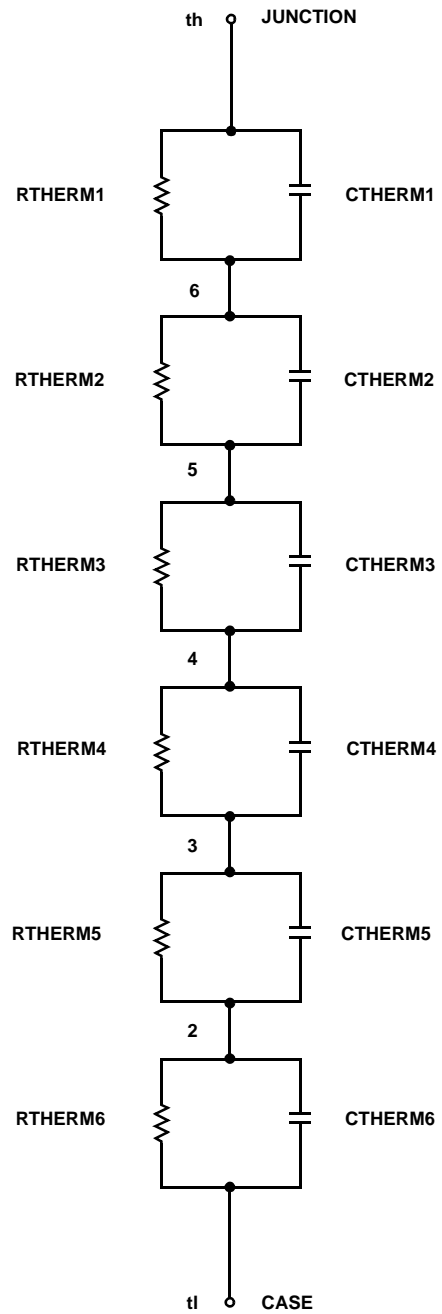 th JUNCTION
RTHERM1 CTHERM1
6
RTHERM2 CTHERM2
5
RTHERM3 CTHERM3
4
RTHERM4 CTHERM4
3
RTHERM5 CTHERM5
2
RTHERM6 CTHERM6
tl CASE